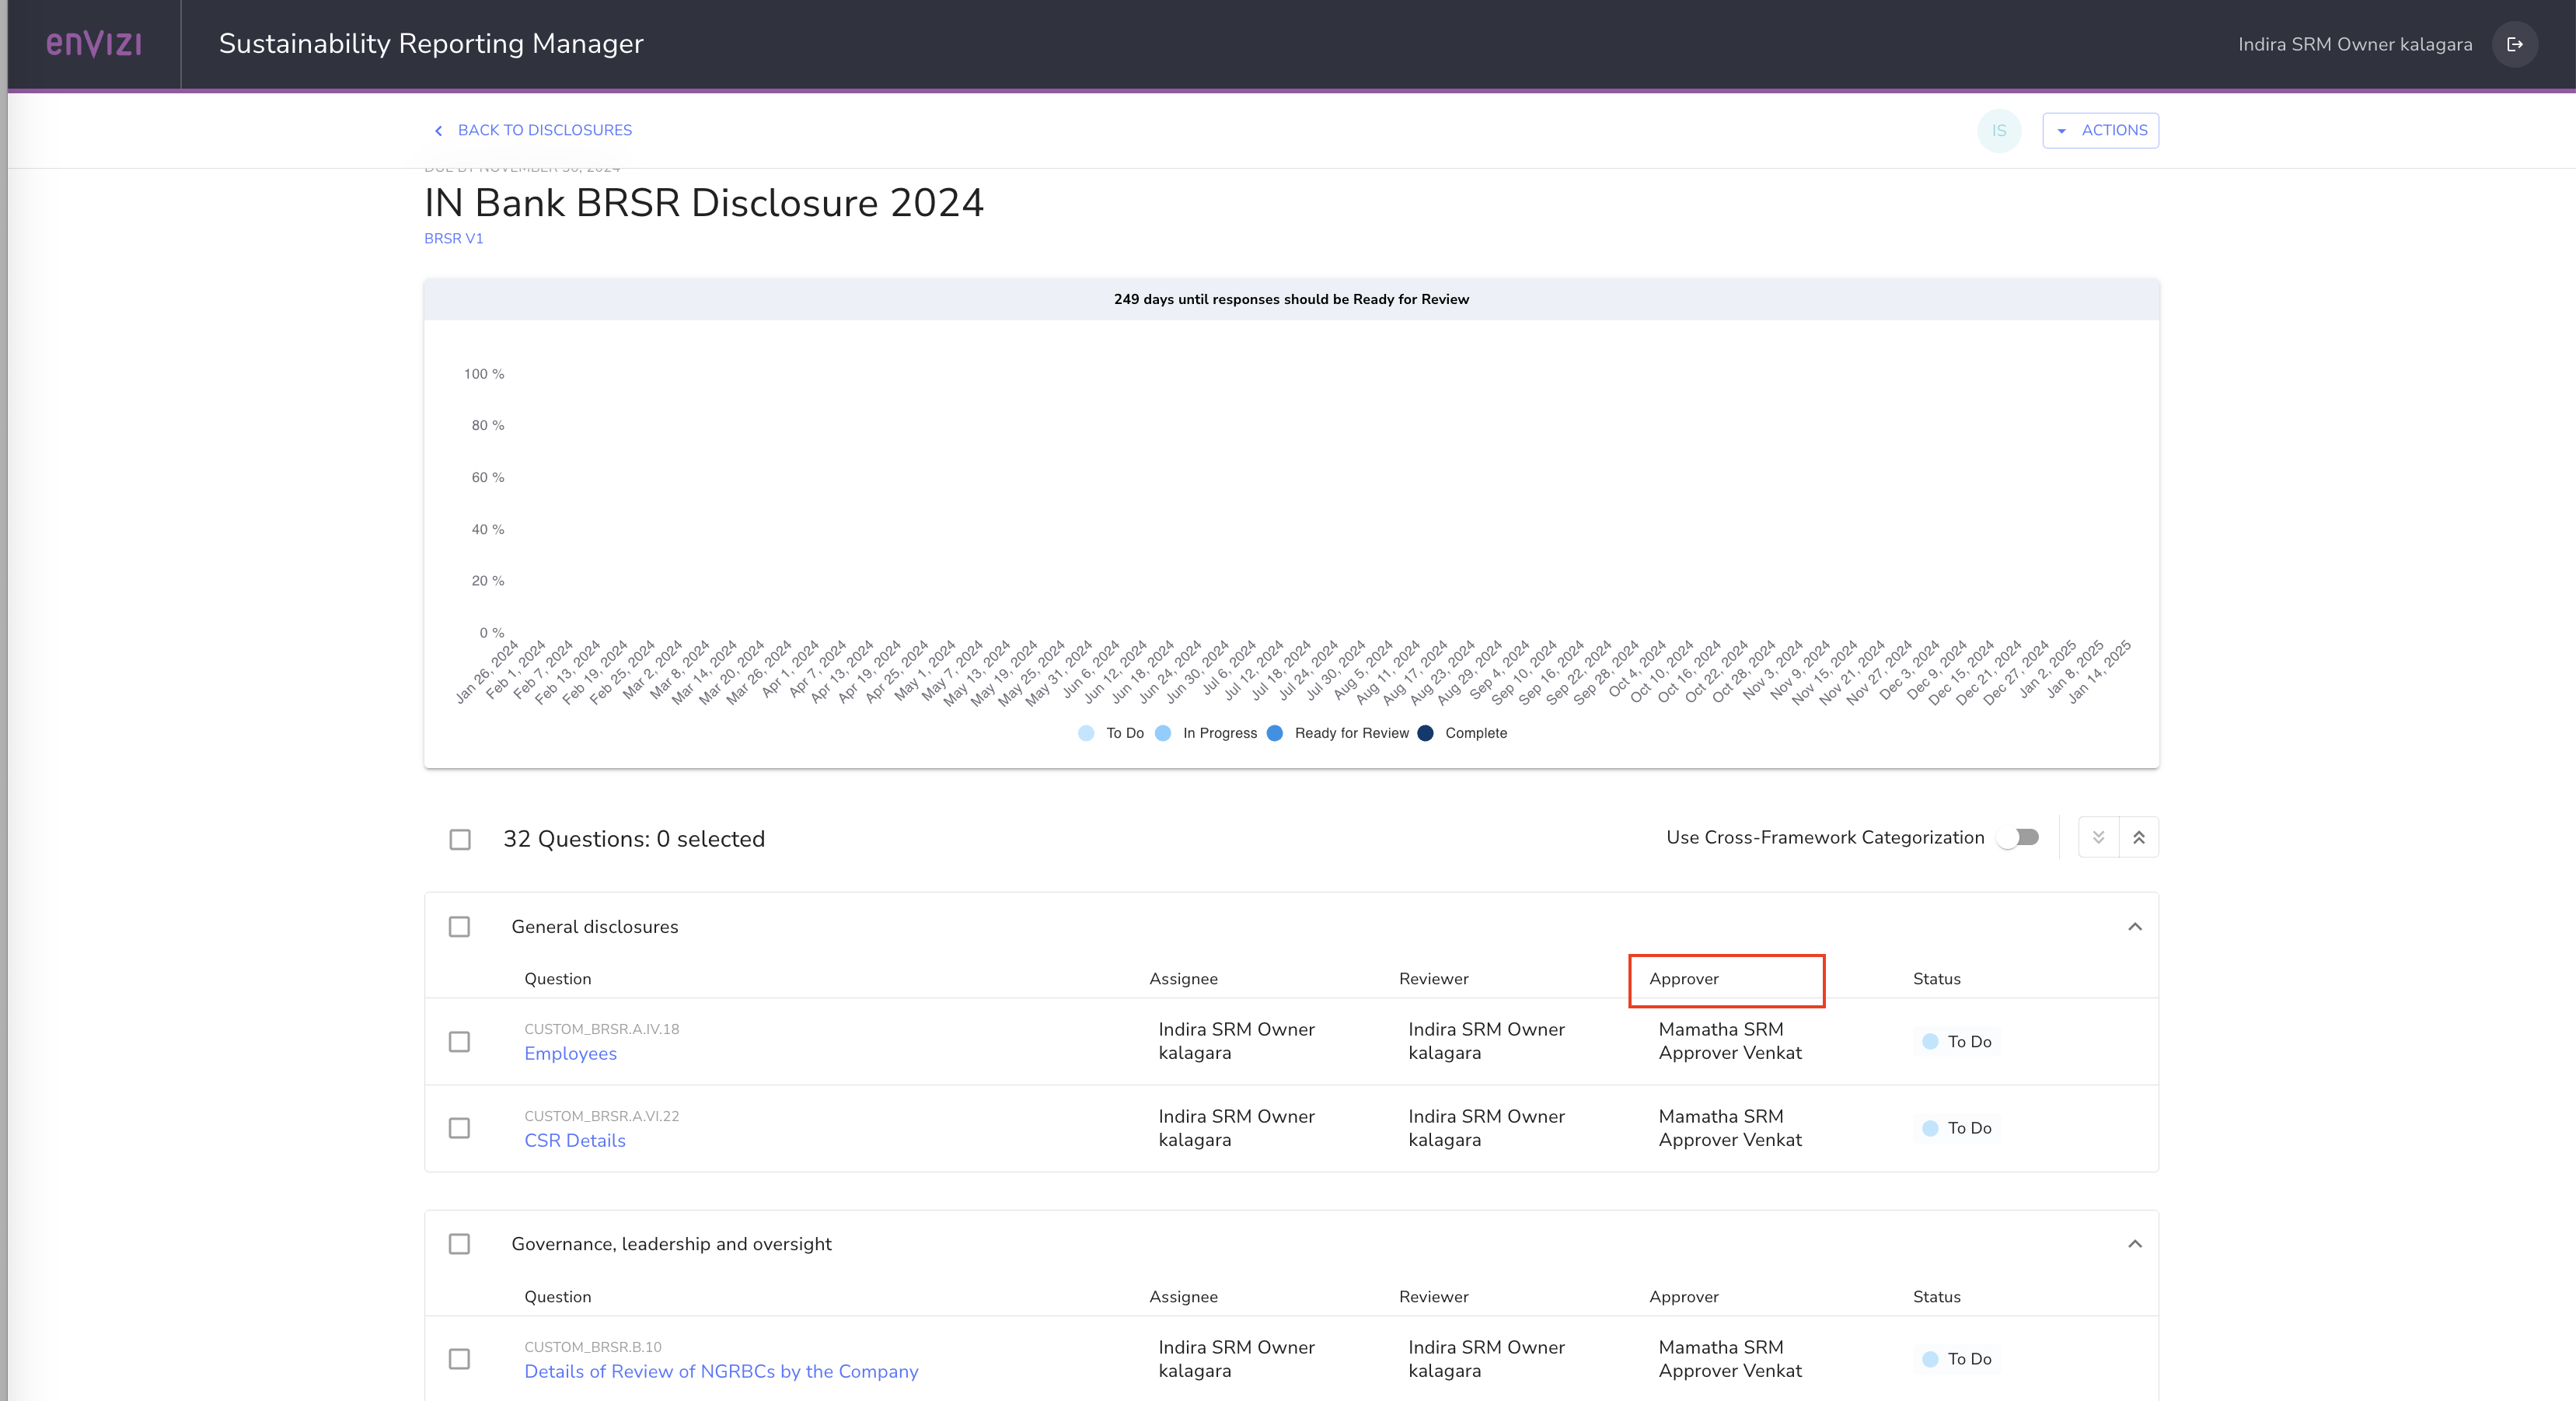 enVIZI
Sustainability Reporting Manager
Indira SRM Owner kalagara
BACK TO DISCLOSURES
IS
ACTIONS
DUE BY NOVEMBER 30, 2024
IN Bank BRSR Disclosure 2024
BRSR V1
249 days until responses should be Ready for Review
100 %
80 %
60 %
40 %
20 %
0 %
Jan 26, 2024
Feb 1, 2024
Feb 7, 2024
Feb 13, 2024
Feb 19, 2024
Feb 25, 2024
Mar 2, 2024
Mar 8, 2024
Mar 14, 2024
Mar 20, 2024
Mar 26, 2024
Apr 1, 2024
Apr 7, 2024
Apr 13, 2024
Apr 19, 2024
Apr 25, 2024
May 1, 2024
May 7, 2024
May 13, 2024
May 19, 2024
May 25, 2024
May 31, 2024
Jun 6, 2024
Jun 12, 2024
Jun 18, 2024
Jun 24, 2024
Jun 30, 2024
Jul 6, 2024
Jul 12, 2024
Jul 18, 2024
Jul 24, 2024
Jul 30, 2024
Aug 5, 2024
Aug 11, 2024
Aug 17, 2024
Aug 23, 2024
Aug 29, 2024
Sep 4, 2024
Sep 10, 2024
Sep 16, 2024
Sep 22, 2024
Sep 28, 2024
Oct 4, 2024
Oct 10, 2024
Oct 16, 2024
Oct 22, 2024
Oct 28, 2024
Nov 3, 2024
Nov 9, 2024
Nov 15, 2024
Nov 21, 2024
Nov 27, 2024
Dec 3, 2024
Dec 9, 2024
Dec 15, 2024
Dec 21, 2024
Dec 27, 2024
Jan 2, 2025
Jan 8, 2025
Jan 14, 2025
To Do In Progress Ready for Review Complete
32 Questions: 0 selected
Use Cross-Framework Categorization
General disclosures
Question Assignee Reviewer Approver Status
CUSTOM_BRSR.A.IV.18
Employees
Indira SRM Owner
kalagara
Indira SRM Owner
kalagara
Mamatha SRM
Approver Venkat
To Do
CUSTOM_BRSR.A.VI.22
CSR Details
Indira SRM Owner
kalagara
Indira SRM Owner
kalagara
Mamatha SRM
Approver Venkat
To Do
Governance, leadership and oversight
Question Assignee Reviewer Approver Status
CUSTOM_BRSR.B.10
Details of Review of NGRBCs by the Company
Indira SRM Owner
kalagara
Indira SRM Owner
kalagara
Mamatha SRM
Approver Venkat
To Do